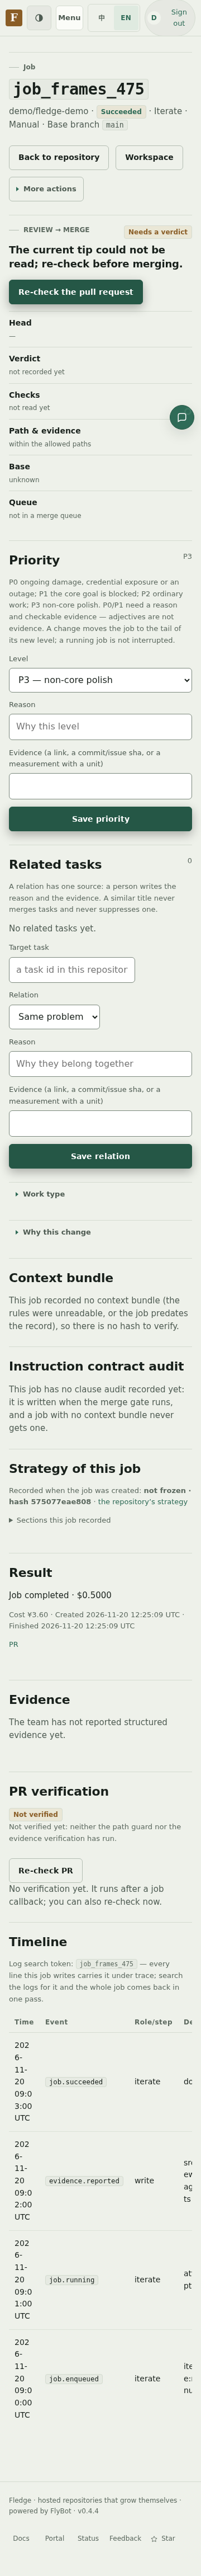 F
Menu
中
EN
D
Sign
out
Job
job_frames_475
demo/fledge-demo ·
Succeeded · Iterate ·
Manual · Base branch main
Back to repository
Workspace
More actions
REVIEW → MERGE
Needs a verdict
The current tip could not be
read; re-check before merging.
Re-check the pull request
Head
—
Verdict
not recorded yet
Checks
not read yet
Path & evidence
within the allowed paths
Base
unknown
Queue
not in a merge queue
Priority
P3
P0 ongoing damage, credential exposure or an
outage; P1 the core goal is blocked; P2 ordinary
work; P3 non-core polish. P0/P1 need a reason
and checkable evidence — adjectives are not
evidence. A change moves the job to the tail of
its new level; a running job is not interrupted.
Level
P3 — non-core polish
Reason
Why this level
Evidence (a link, a commit/issue sha, or a
measurement with a unit)
Save priority
Related tasks
0
A relation has one source: a person writes the
reason and the evidence. A similar title never
merges tasks and never suppresses one.
No related tasks yet.
Target task
a task id in this repositor
Relation
Same problem
Reason
Why they belong together
Evidence (a link, a commit/issue sha, or a
measurement with a unit)
Save relation
Work type
Why this change
Context bundle
This job recorded no context bundle (the
rules were unreadable, or the job predates
the record), so there is no hash to verify.
Instruction contract audit
This job has no clause audit recorded yet:
it is written when the merge gate runs,
and a job with no context bundle never
gets one.
Strategy of this job
Recorded when the job was created: not frozen ·
hash 575077eae808 · the repository's strategy
Sections this job recorded
Result
Job completed · $0.5000
Cost ¥3.60 · Created 2026-11-20 12:25:09 UTC ·
Finished 2026-11-20 12:25:09 UTC
PR
Evidence
The team has not reported structured
evidence yet.
PR verification
Not verified
Not verified yet: neither the path guard nor the
evidence verification has run.
Re-check PR
No verification yet. It runs after a job
callback; you can also re-check now.
Timeline
Log search token: job_frames_475 — every
line this job writes carries it under trace; search
the logs with it and the whole job comes back in
one pass.
Time Event Role/step De
202
6-
11-
20
09:0
3:00
UTC
job.succeeded
iterate
202
6-
11-
20
09:0
2:00
UTC
evidence.reported
write
202
6-
11-
20
09:0
1:00
UTC
job.running
iterate
202
6-
11-
20
09:0
0:00
UTC
job.enqueued
iterate
Fledge · hosted repositories that grow themselves ·
powered by FlyBot · v0.4.4
Docs Portal Status Feedback ☆ Star